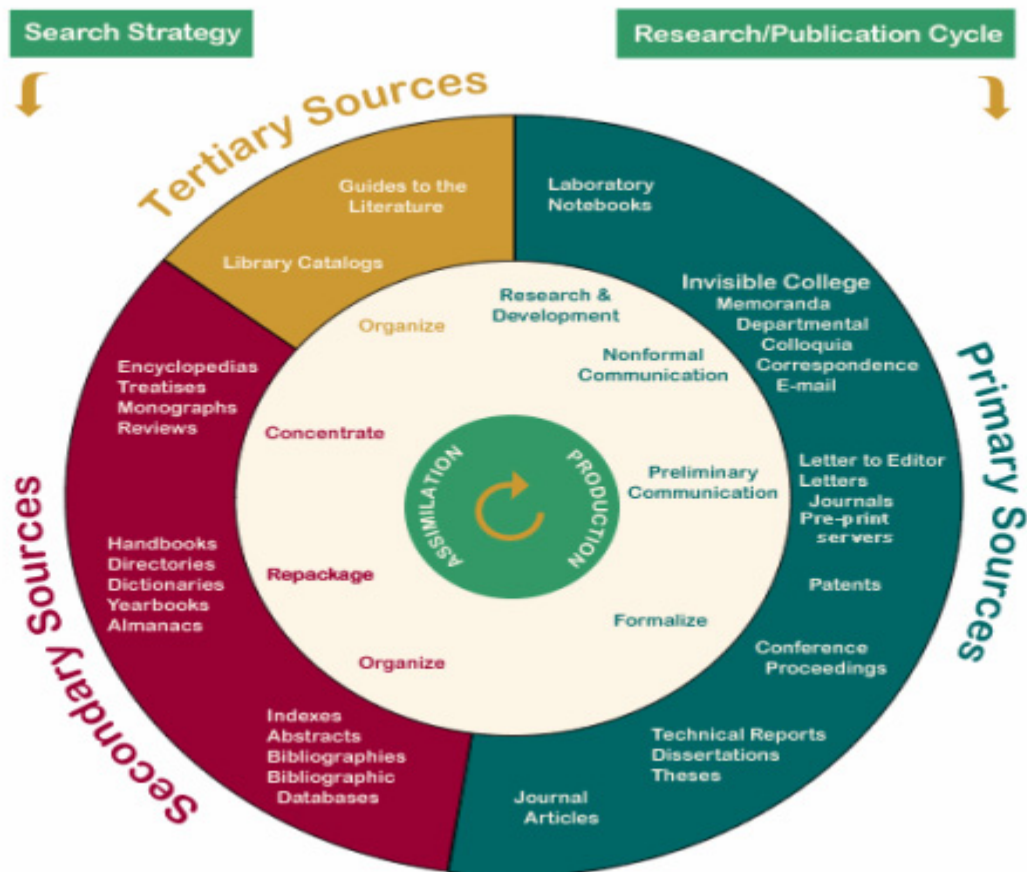 Search Strategy
Research/Publication Cycle
Tertiary Sources
Guides to the
Literature
Library Catalogs
Organize
Laboratory
Notebooks
Research &
Development
Invisible College
Memoranda
Departmental
Colloquia
Correspondence
E-mail
Nonformal
Communication
Primary Sources
Letter to Editor
Letters
Journals
Pre-print
servers
Preliminary
Communication
Patents
Formalize
Conference
Proceedings
Technical Reports
Dissertations
Theses
Journal
Articles
Seccondary Sources
Encyclopedias
Treatises
Monographs
Reviews
Concentrate
Handbooks
Directories
Dictionaries
Yearbooks
Almanacs
Repackage
Organize
Indexes
Abstracts
Bibliographies
Bibliographic
Databases
ASSIMILATION
PRODUCTION